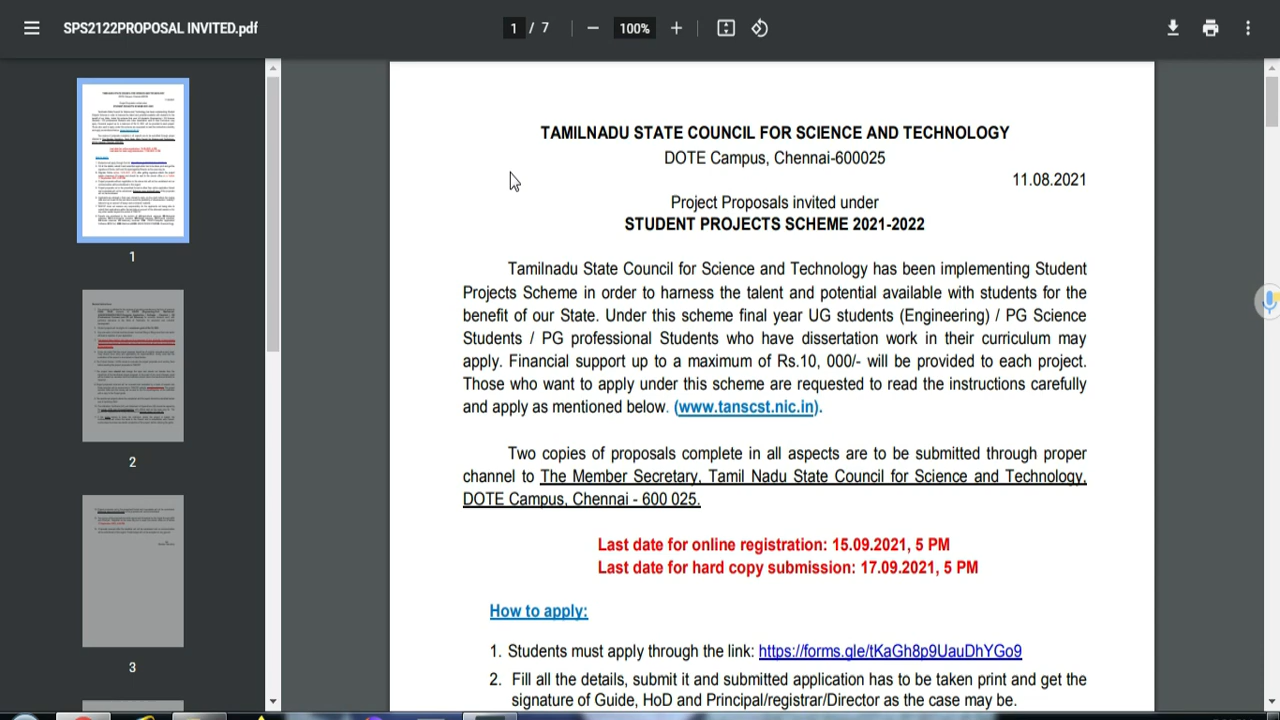 SPS2122PROPOSAL INVITED.pdf
1 / 7
100%
TAMILNADU STATE COUNCIL FOR SCIENCE AND TECHNOLOGY
DOTE Campus, Chennai-600025
11.08.2021
Project Proposals invited under
STUDENT PROJECTS SCHEME 2021-2022
Tamilnadu State Council for Science and Technology has been implementing Student
Projects Scheme in order to harness the talent and potential available with students for the
benefit of our State. Under this scheme final year UG students (Engineering) / PG Science
Students / PG professional Students who have dissertation work in their curriculum may
apply. Financial support up to a maximum of Rs.10,000/- will be provided to each project.
Those who want to apply under this scheme are requested to read the instructions carefully
and apply as mentioned below. (www.tanscst.nic.in).
Two copies of proposals complete in all aspects are to be submitted through proper
channel to The Member Secretary, Tamil Nadu State Council for Science and Technology,
DOTE Campus, Chennai - 600 025.
Last date for online registration: 15.09.2021, 5 PM
Last date for hard copy submission: 17.09.2021, 5 PM
How to apply:
1. Students must apply through the link: https://forms.gle/tKaGh8p9UauDhYGo9
2. Fill all the details, submit it and submitted application has to be taken print and get the
signature of Guide, HoD and Principal/registrar/Director as the case may be.
1
2
3